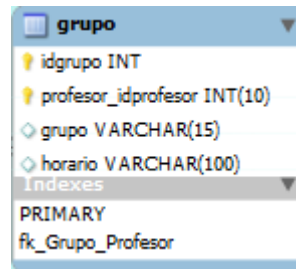 grupo
idgrupo INT
profesor_idprofesor INT(10)
grupo VARCHAR(15)
horario VARCHAR(100)
Indexes
PRIMARY
fk_Grupo_Profesor